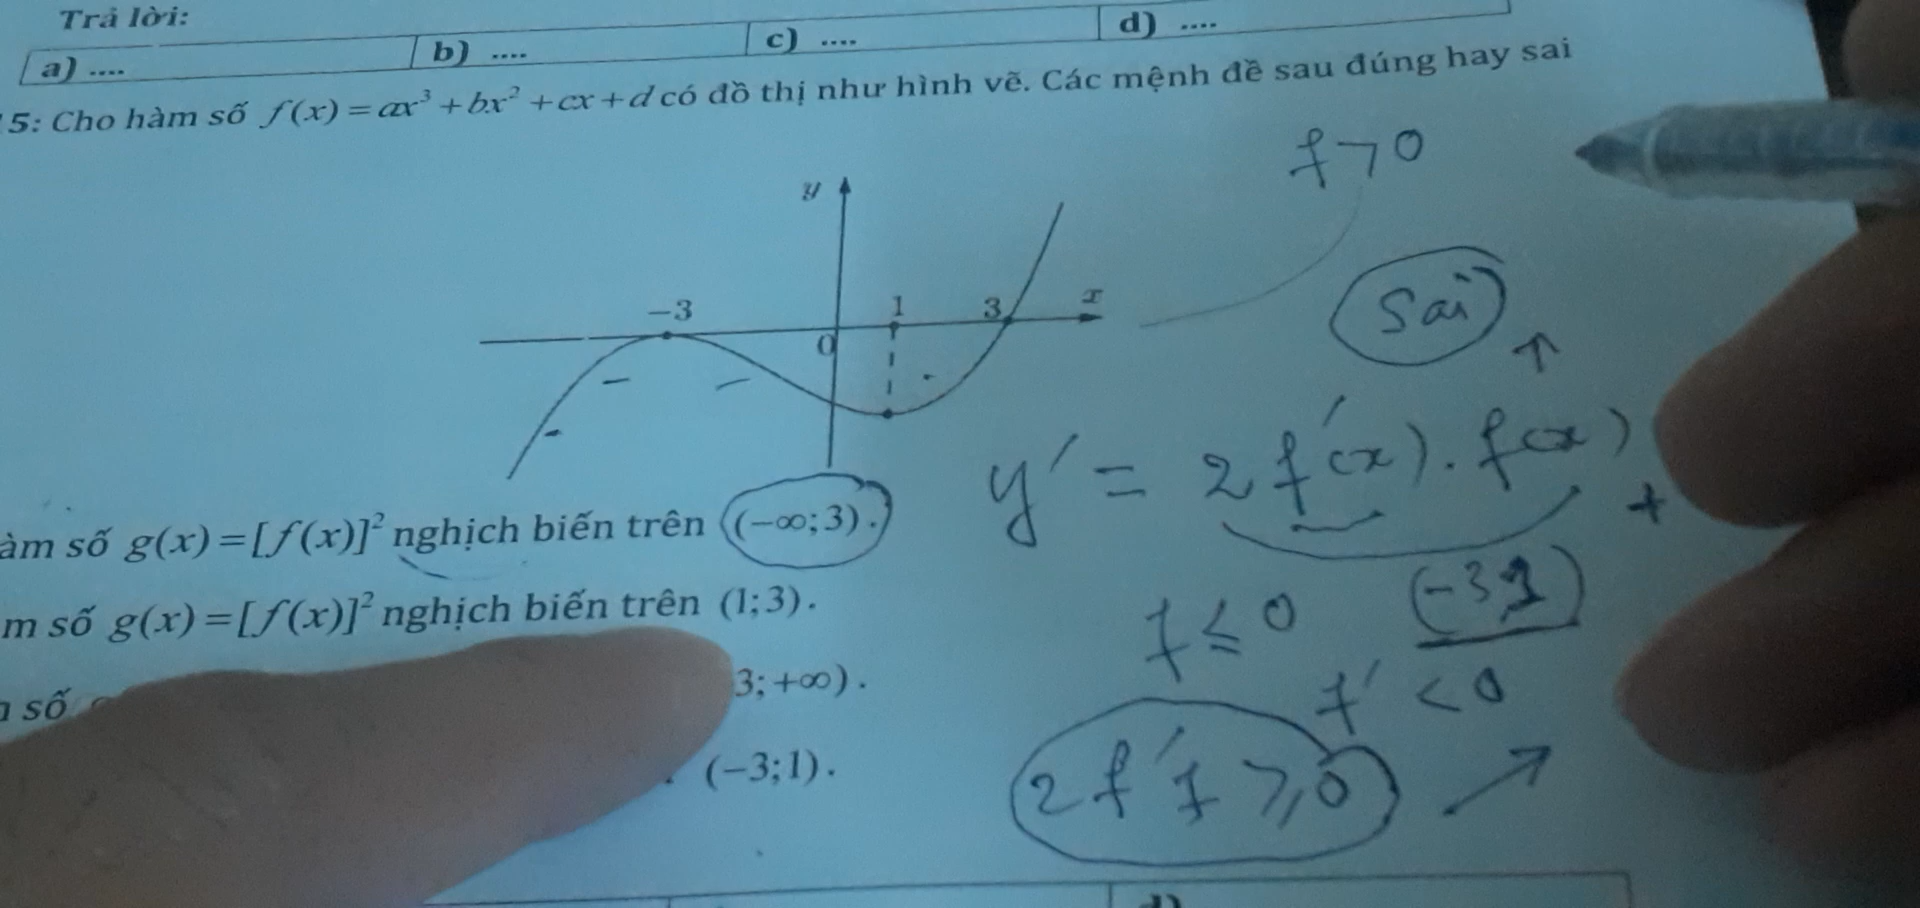 Trả lời:
a) .... b) .... c) .... d) ....
5: Cho hàm số f(x) = ax³ + bx² + cx + d có đồ thị như hình vẽ. Các mệnh đề sau đúng hay sai
f > 0
y
-3 1 3 x
0
Sai
y' = 2f'(x).f(x)
+
àm số g(x) = [f(x)]² nghịch biến trên (-∞;3).
m số g(x) = [f(x)]² nghịch biến trên (1;3).
f ≤ 0 (-3 1)
số 3;+∞).
f' < 0
(-3;1).
2f'f ≥ 0